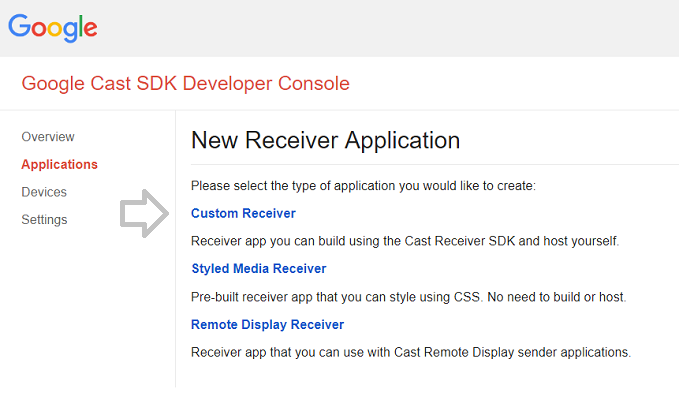 Google
Google Cast SDK Developer Console
Overview
Applications
Devices
Settings
New Receiver Application
Please select the type of application you would like to create:
Custom Receiver
Receiver app you can build using the Cast Receiver SDK and host yourself.
Styled Media Receiver
Pre-built receiver app that you can style using CSS. No need to build or host.
Remote Display Receiver
Receiver app that you can use with Cast Remote Display sender applications.